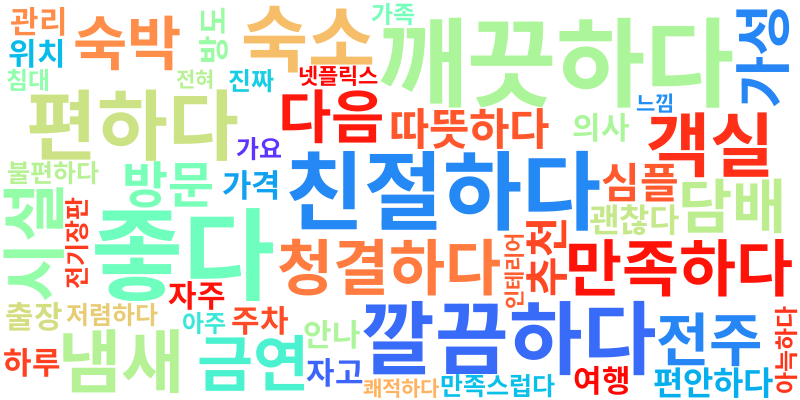 관리
숙박
방도
숙소
가족
깨끗하다
가성
위치
침대
전혀
진짜
넷플릭스
느낌
편하다
다음
따뜻하다
의사
객실
가요
불편하다
방문
가격
친절하다
심플
담배
시설
전기장판
좋다
청결하다
인테리어
추천
괜찮다
만족하다
자주
출장
저렴하다
아주
주차
안나
깔끔하다
전주
아늑하다
하루
냄새
금연
자고
쾌적하다
만족스럽다
여행
편안하다